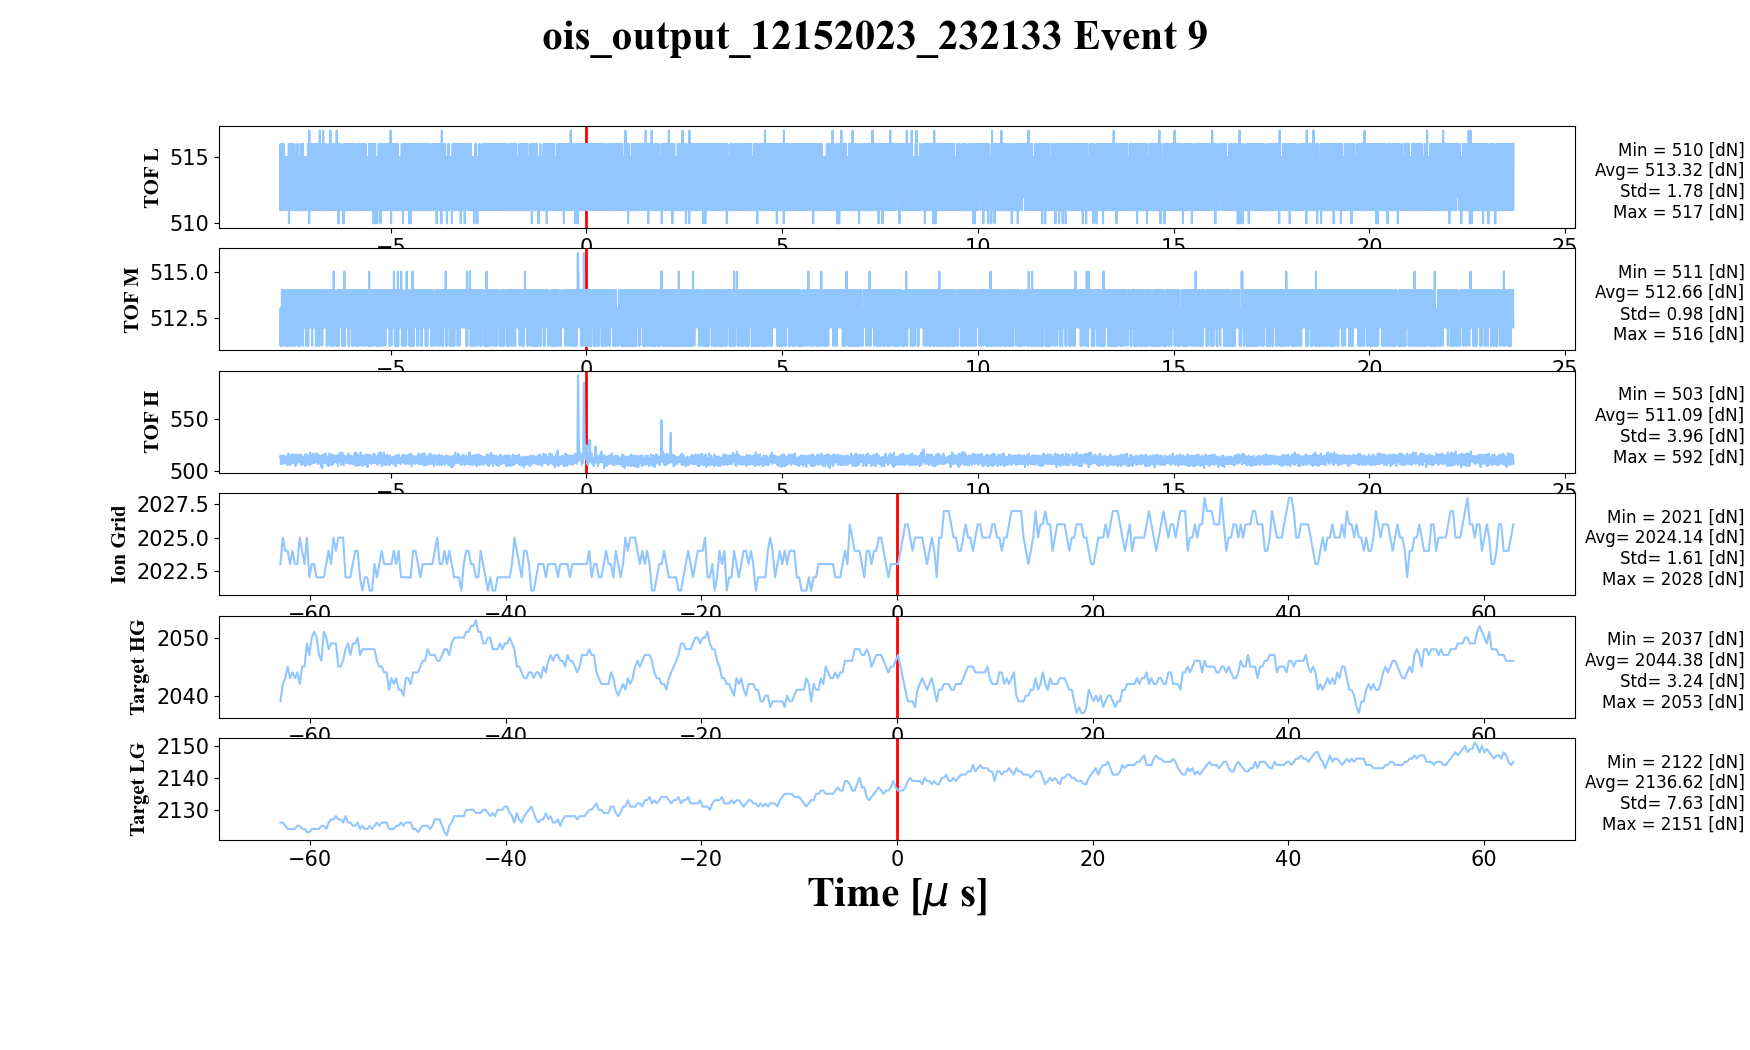 ois_output_12152023_232133 Event 9
TOF L
515
510
−5 0 5 10 15 20 25
Min = 510 [dN]
Avg= 513.32 [dN]
Std= 1.78 [dN]
Max = 517 [dN]
TOF M
515.0
512.5
−5 0 5 10 15 20 25
Min = 511 [dN]
Avg= 512.66 [dN]
Std= 0.98 [dN]
Max = 516 [dN]
TOF H
550
500
−5 0 5 10 15 20 25
Min = 503 [dN]
Avg= 511.09 [dN]
Std= 3.96 [dN]
Max = 592 [dN]
Ion Grid
2027.5
2025.0
2022.5
−60 −40 −20 0 20 40 60
Min = 2021 [dN]
Avg= 2024.14 [dN]
Std= 1.61 [dN]
Max = 2028 [dN]
Target HG
2050
2040
−60 −40 −20 0 20 40 60
Min = 2037 [dN]
Avg= 2044.38 [dN]
Std= 3.24 [dN]
Max = 2053 [dN]
Target LG
2150
2140
2130
−60 −40 −20 0 20 40 60
Min = 2122 [dN]
Avg= 2136.62 [dN]
Std= 7.63 [dN]
Max = 2151 [dN]
Time [μ s]